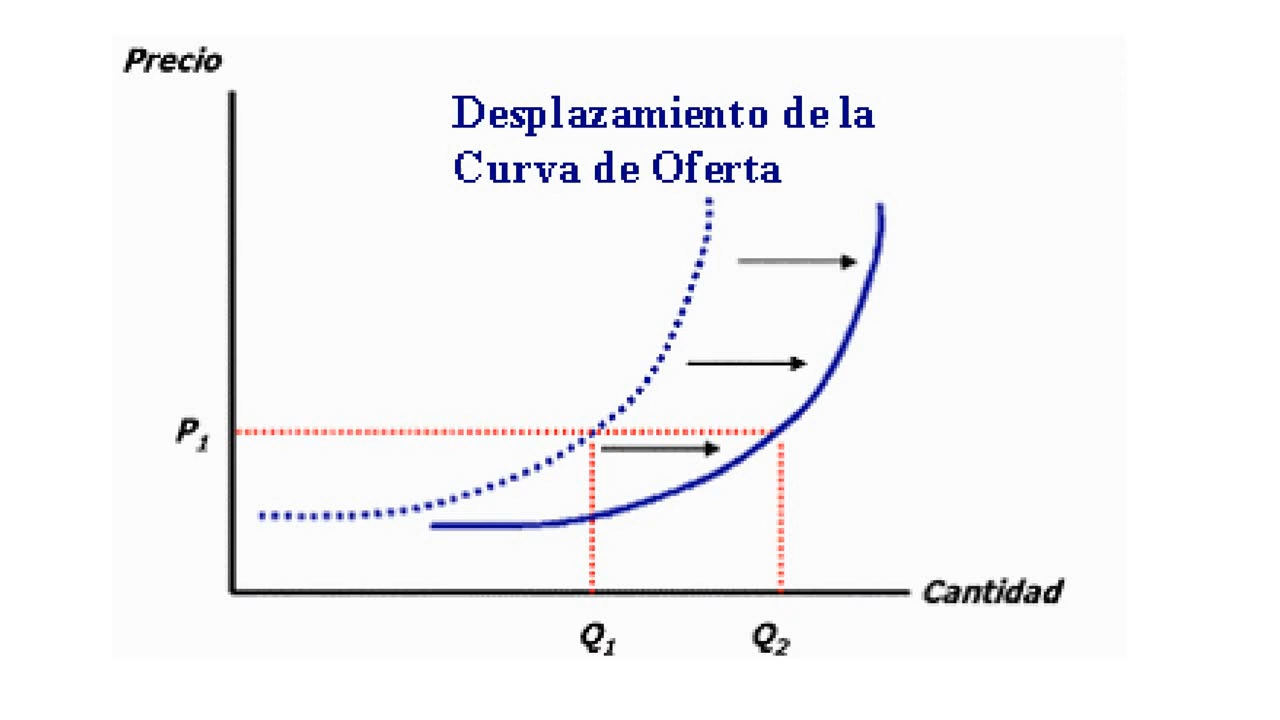 Precio
Desplazamiento de la
Curva de Oferta
P1
Cantidad
Q1
Q2